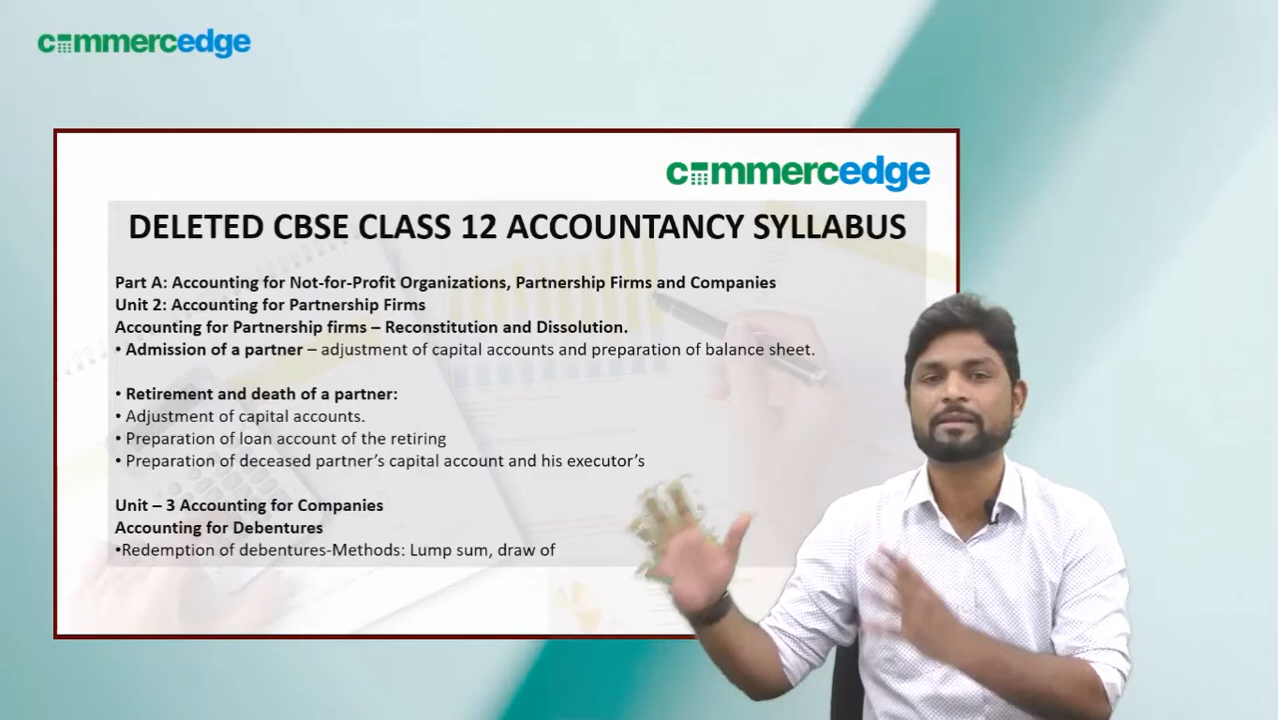 commercedge
commercedge
DELETED CBSE CLASS 12 ACCOUNTANCY SYLLABUS
Part A: Accounting for Not-for-Profit Organizations, Partnership Firms and Companies
Unit 2: Accounting for Partnership Firms
Accounting for Partnership firms – Reconstitution and Dissolution.
• Admission of a partner – adjustment of capital accounts and preparation of balance sheet.
• Retirement and death of a partner:
• Adjustment of capital accounts.
• Preparation of loan account of the retiring
• Preparation of deceased partner’s capital account and his executor’s
Unit – 3 Accounting for Companies
Accounting for Debentures
•Redemption of debentures-Methods: Lump sum, draw of